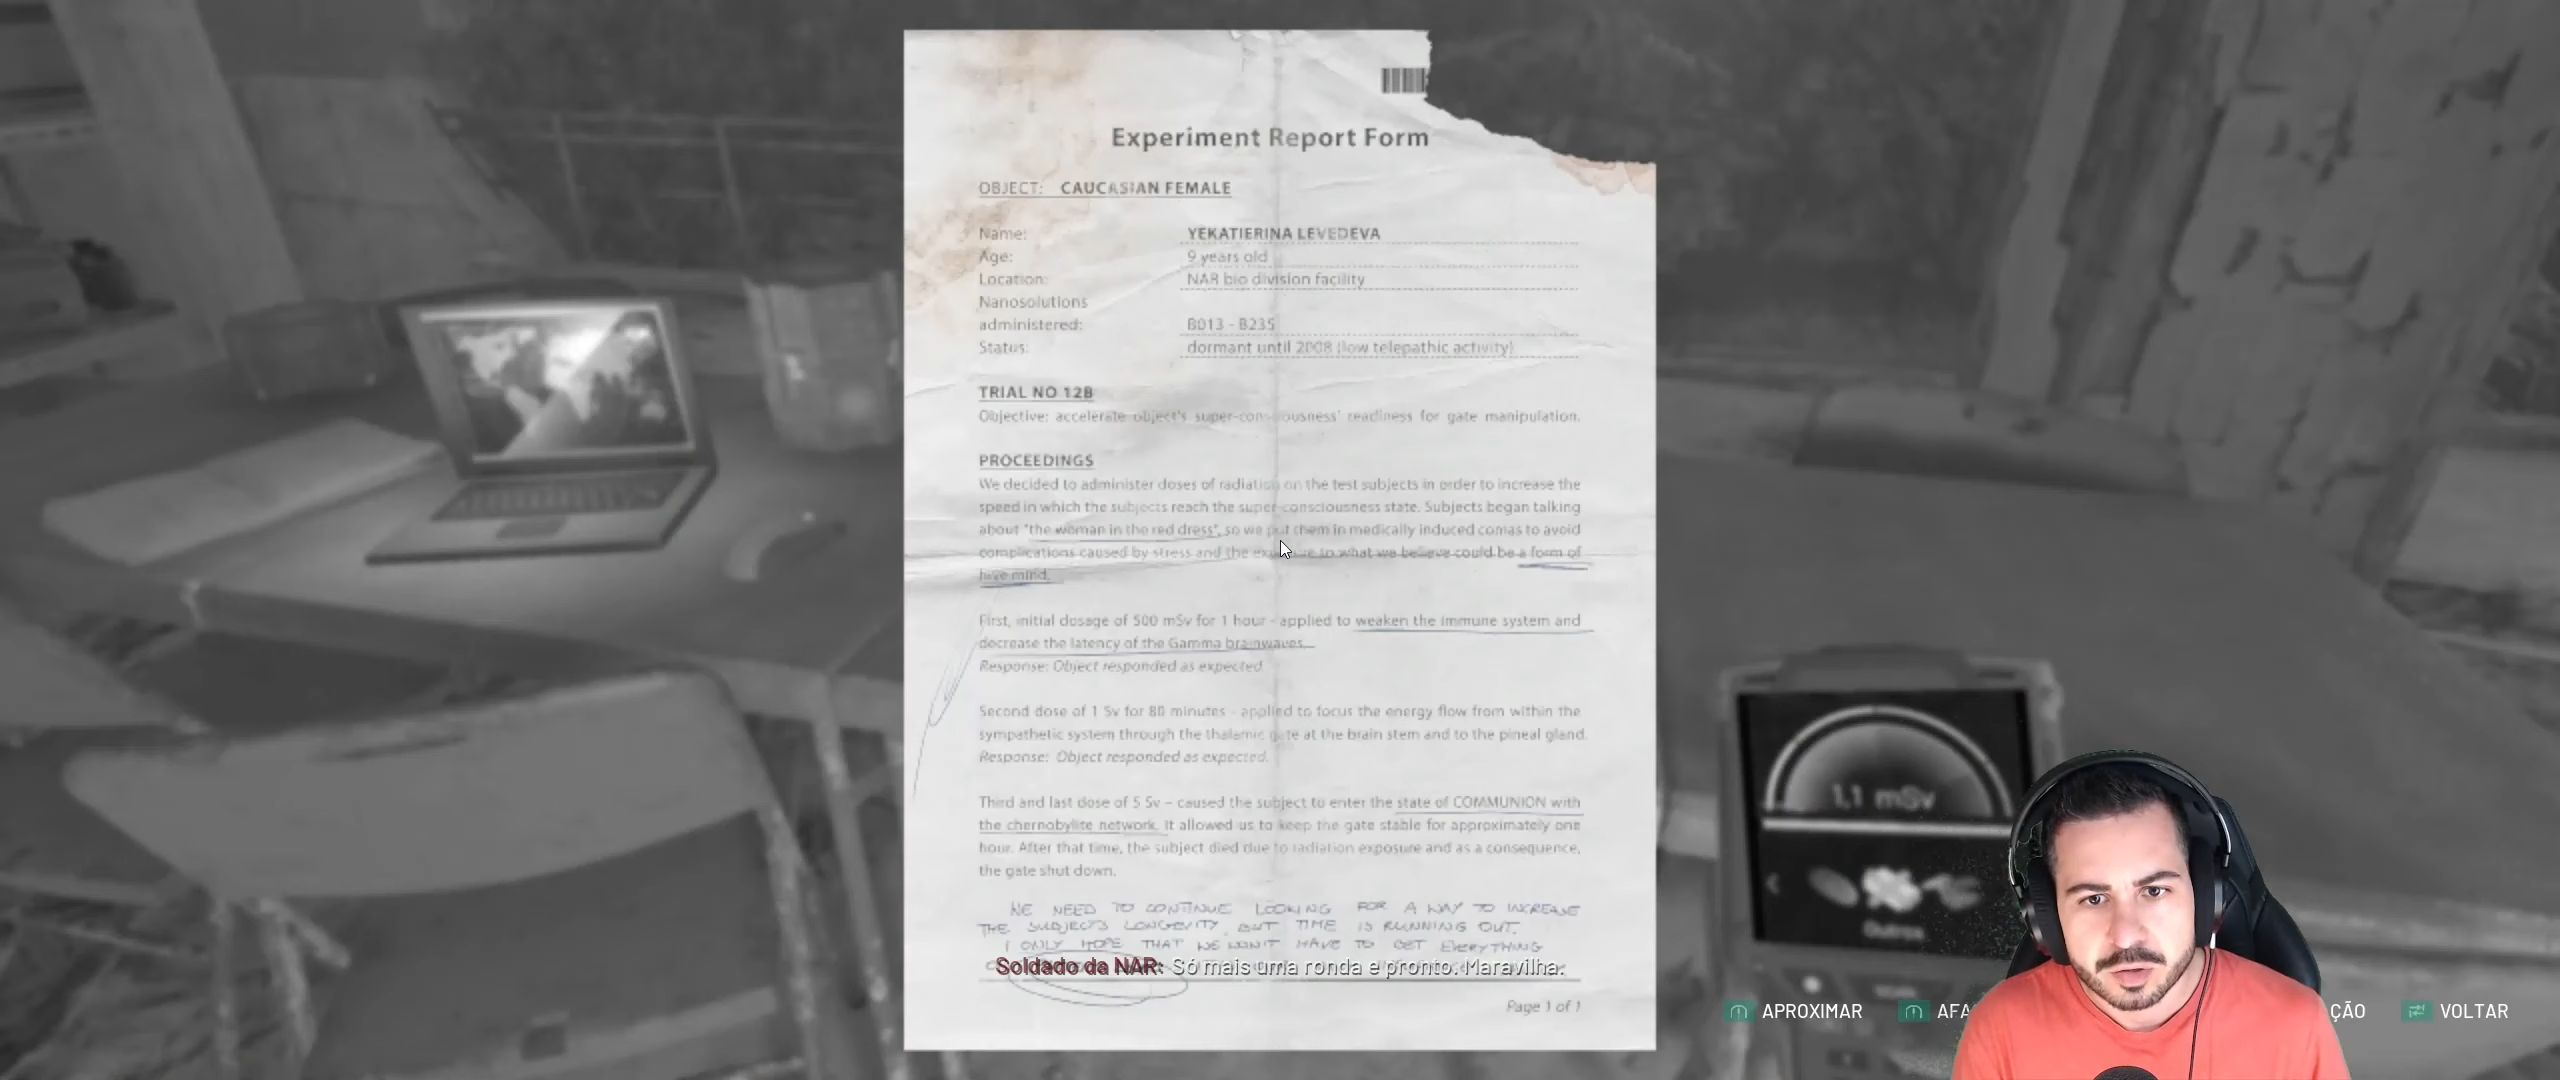 Experiment Report Form
OBJECT: CAUCASIAN FEMALE
Name: YEKATIERINA LEVEDEVA
Age: 9 years old
Location: NAR bio division facility
Nanosolutions
administered: B013 - B235
Status: dormant until 2008 (low telepathic activity)
TRIAL NO 12B
Objective: accelerate object's super-consciousness' readiness for gate manipulation.
PROCEEDINGS
We decided to administer doses of radiation on the test subjects in order to increase the
speed in which the subjects reach the super-consciousness state. Subjects began talking
about "the woman in the red dress", so we put them in medically induced comas to avoid
complications caused by stress and the exposure to what we believe could be a form of
hive mind.
First, initial dosage of 500 mSv for 1 hour - applied to weaken the immune system and
decrease the latency of the Gamma brainwaves.
Response: Object responded as expected
Second dose of 1 Sv for 80 minutes - applied to focus the energy flow from within the
sympathetic system through the thalamic gate at the brain stem and to the pineal gland.
Response: Object responded as expected.
Third and last dose of 5 Sv – caused the subject to enter the state of COMMUNION with
the chernobylite network. It allowed us to keep the gate stable for approximately one
hour. After that time, the subject died due to radiation exposure and as a consequence,
the gate shut down.
WE NEED TO CONTINUE LOOKING FOR A WAY TO INCREASE
THE SUBJECT'S LONGEVITY, BUT TIME IS RUNNING OUT.
I ONLY HOPE THAT WE WON'T HAVE TO GET EVERYTHING
Soldado da NAR: Só mais uma ronda e pronto. Maravilha.
Page 1 of 1
1,1 mSv
Outros
APROXIMAR AFA ÇÃO VOLTAR